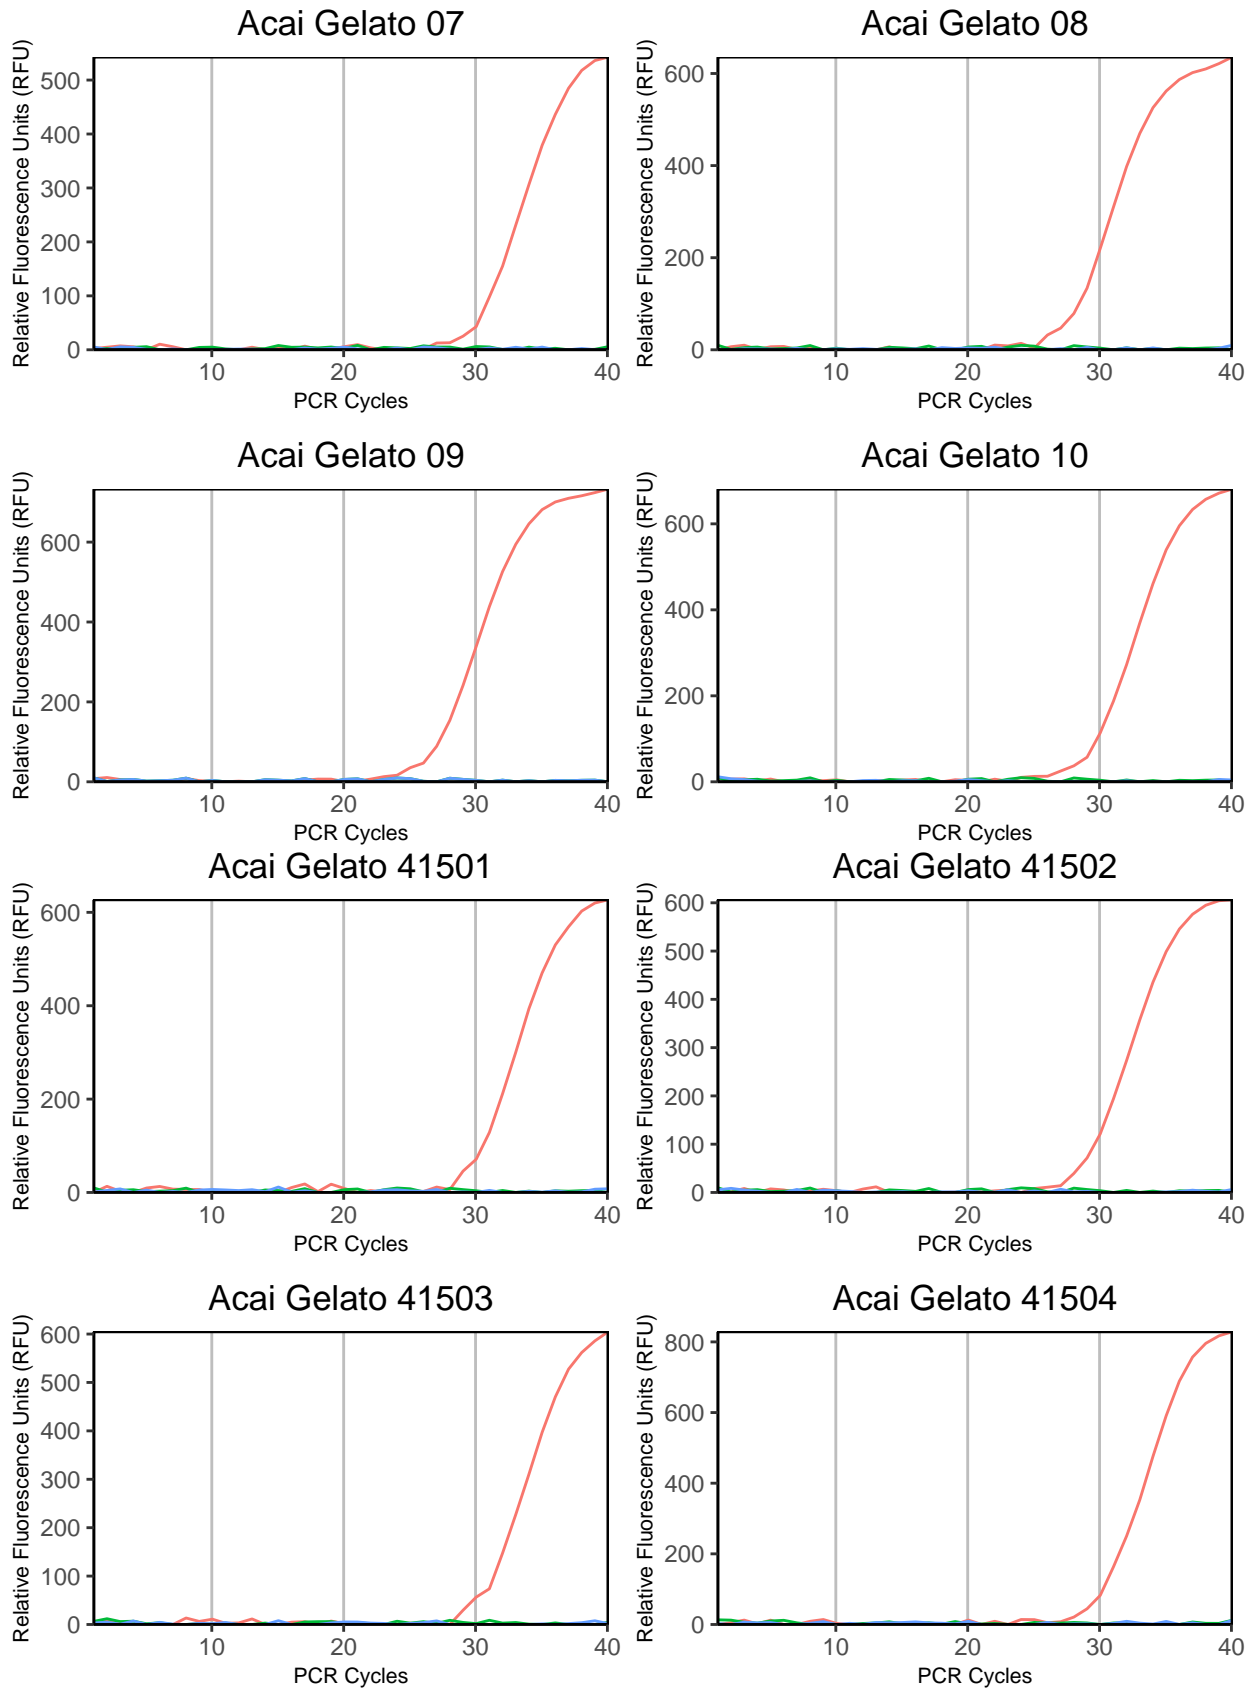 Acai Gelato 07
Relative Fluorescence Units (RFU)
500
400
300
200
100
0
10 20 30 40
PCR Cycles
Acai Gelato 08
Relative Fluorescence Units (RFU)
600
400
200
0
10 20 30 40
PCR Cycles
Acai Gelato 09
Relative Fluorescence Units (RFU)
600
400
200
0
10 20 30 40
PCR Cycles
Acai Gelato 10
Relative Fluorescence Units (RFU)
600
400
200
0
10 20 30 40
PCR Cycles
Acai Gelato 41501
Relative Fluorescence Units (RFU)
600
400
200
0
10 20 30 40
PCR Cycles
Acai Gelato 41502
Relative Fluorescence Units (RFU)
600
500
400
300
200
100
0
10 20 30 40
PCR Cycles
Acai Gelato 41503
Relative Fluorescence Units (RFU)
600
500
400
300
200
100
0
10 20 30 40
PCR Cycles
Acai Gelato 41504
Relative Fluorescence Units (RFU)
800
600
400
200
0
10 20 30 40
PCR Cycles